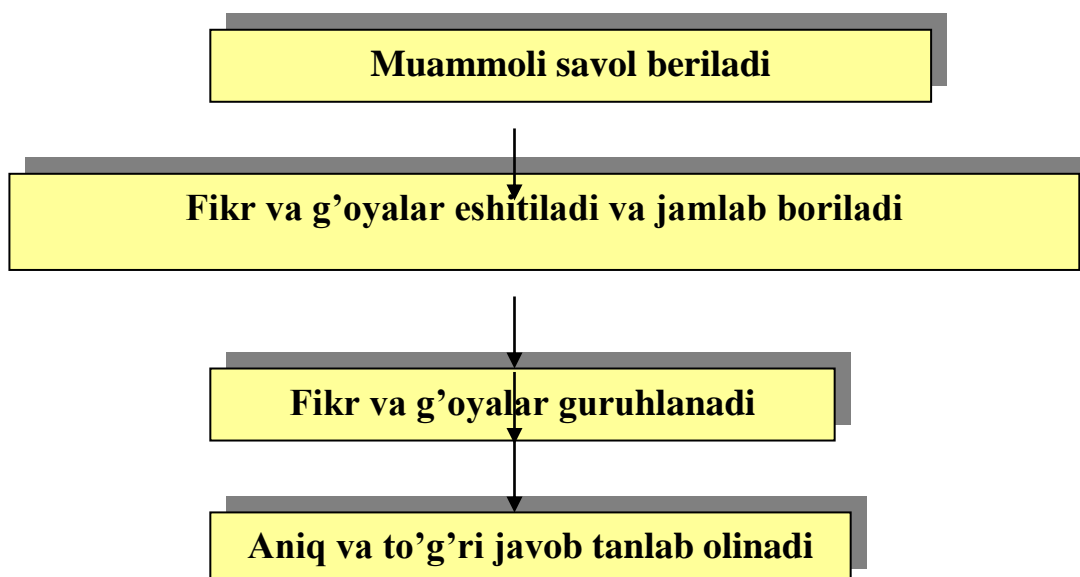 Muammoli savol beriladi
Fikr va g’oyalar eshitiladi va jamlab boriladi
Fikr va g’oyalar guruhlanadi
Aniq va to’g’ri javob tanlab olinadi